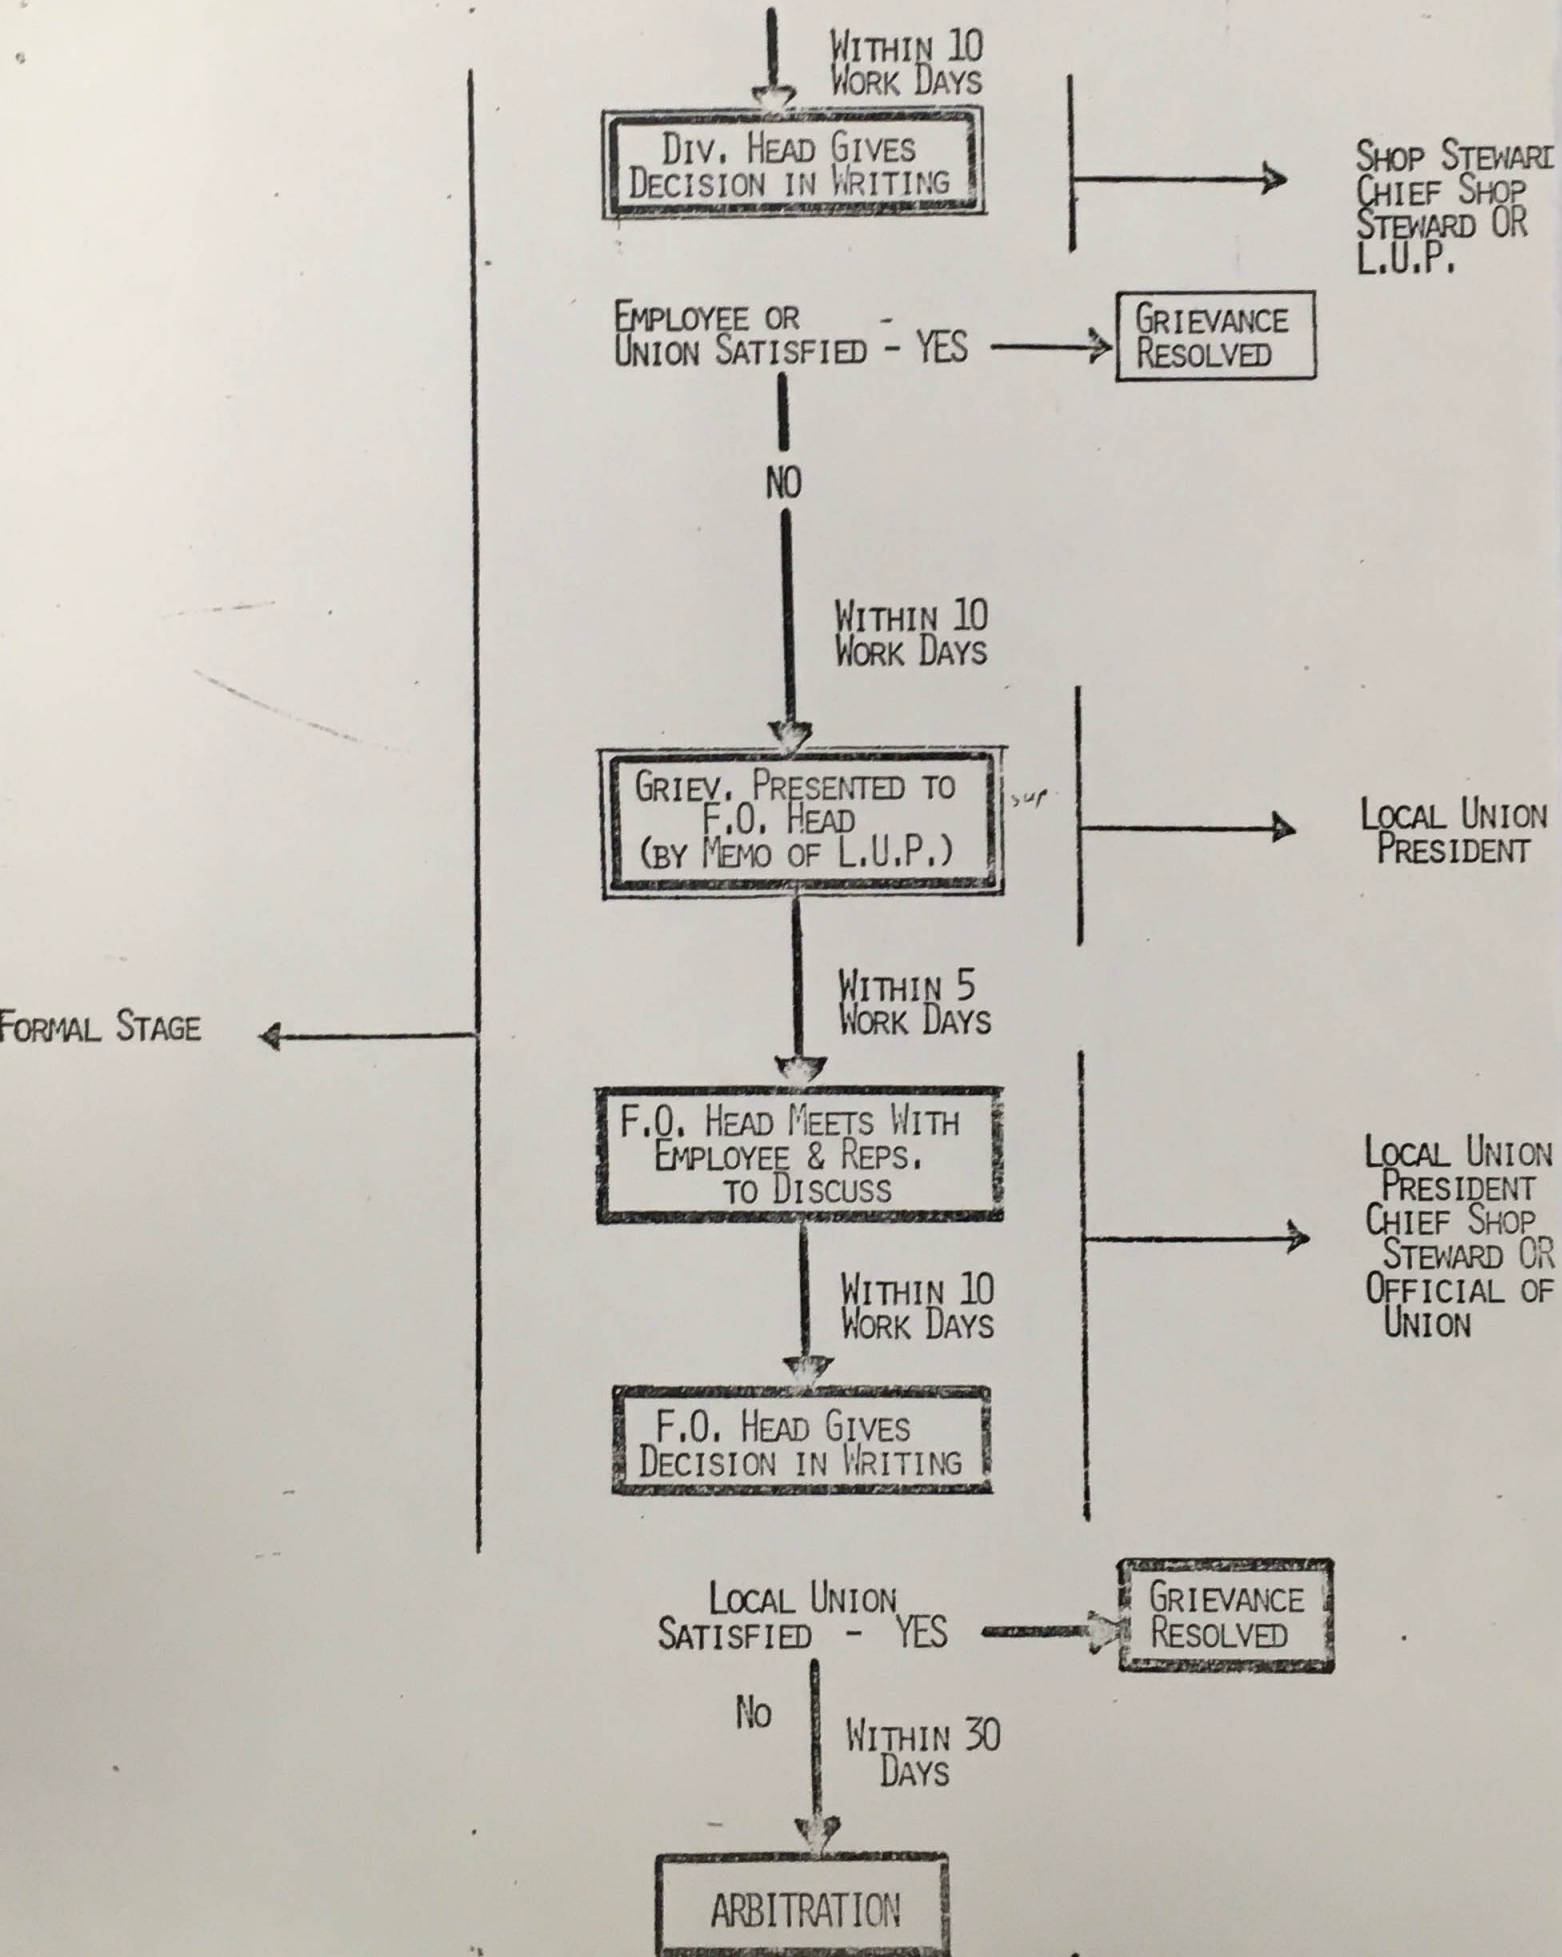 WITHIN 10
WORK DAYS
DIV. HEAD GIVES
DECISION IN WRITING
SHOP STEWARD
CHIEF SHOP
STEWARD OR
L.U.P.
EMPLOYEE OR
UNION SATISFIED - YES
GRIEVANCE
RESOLVED
NO
WITHIN 10
WORK DAYS
GRIEV. PRESENTED TO
F.O. HEAD
(BY MEMO OF L.U.P.)
LOCAL UNION
PRESIDENT
WITHIN 5
WORK DAYS
FORMAL STAGE
F.O. HEAD MEETS WITH
EMPLOYEE & REPS.
TO DISCUSS
LOCAL UNION
PRESIDENT
CHIEF SHOP
STEWARD OR
OFFICIAL OF
UNION
WITHIN 10
WORK DAYS
F.O. HEAD GIVES
DECISION IN WRITING
LOCAL UNION
SATISFIED - YES
GRIEVANCE
RESOLVED
No
WITHIN 30
DAYS
ARBITRATION